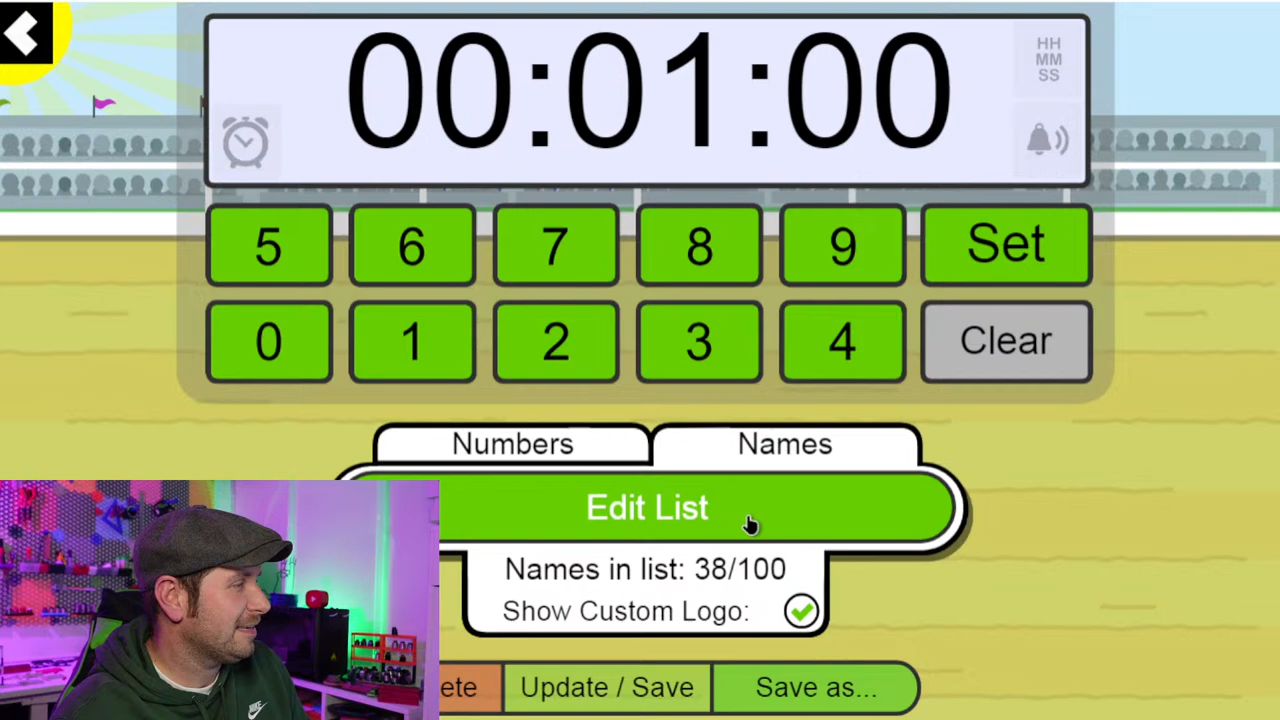 00:01:00
HH
MM
SS
5 6 7 8 9 Set
0 1 2 3 4 Clear
Numbers Names
Edit List
Names in list: 38/100
Show Custom Logo:
ete Update / Save Save as...